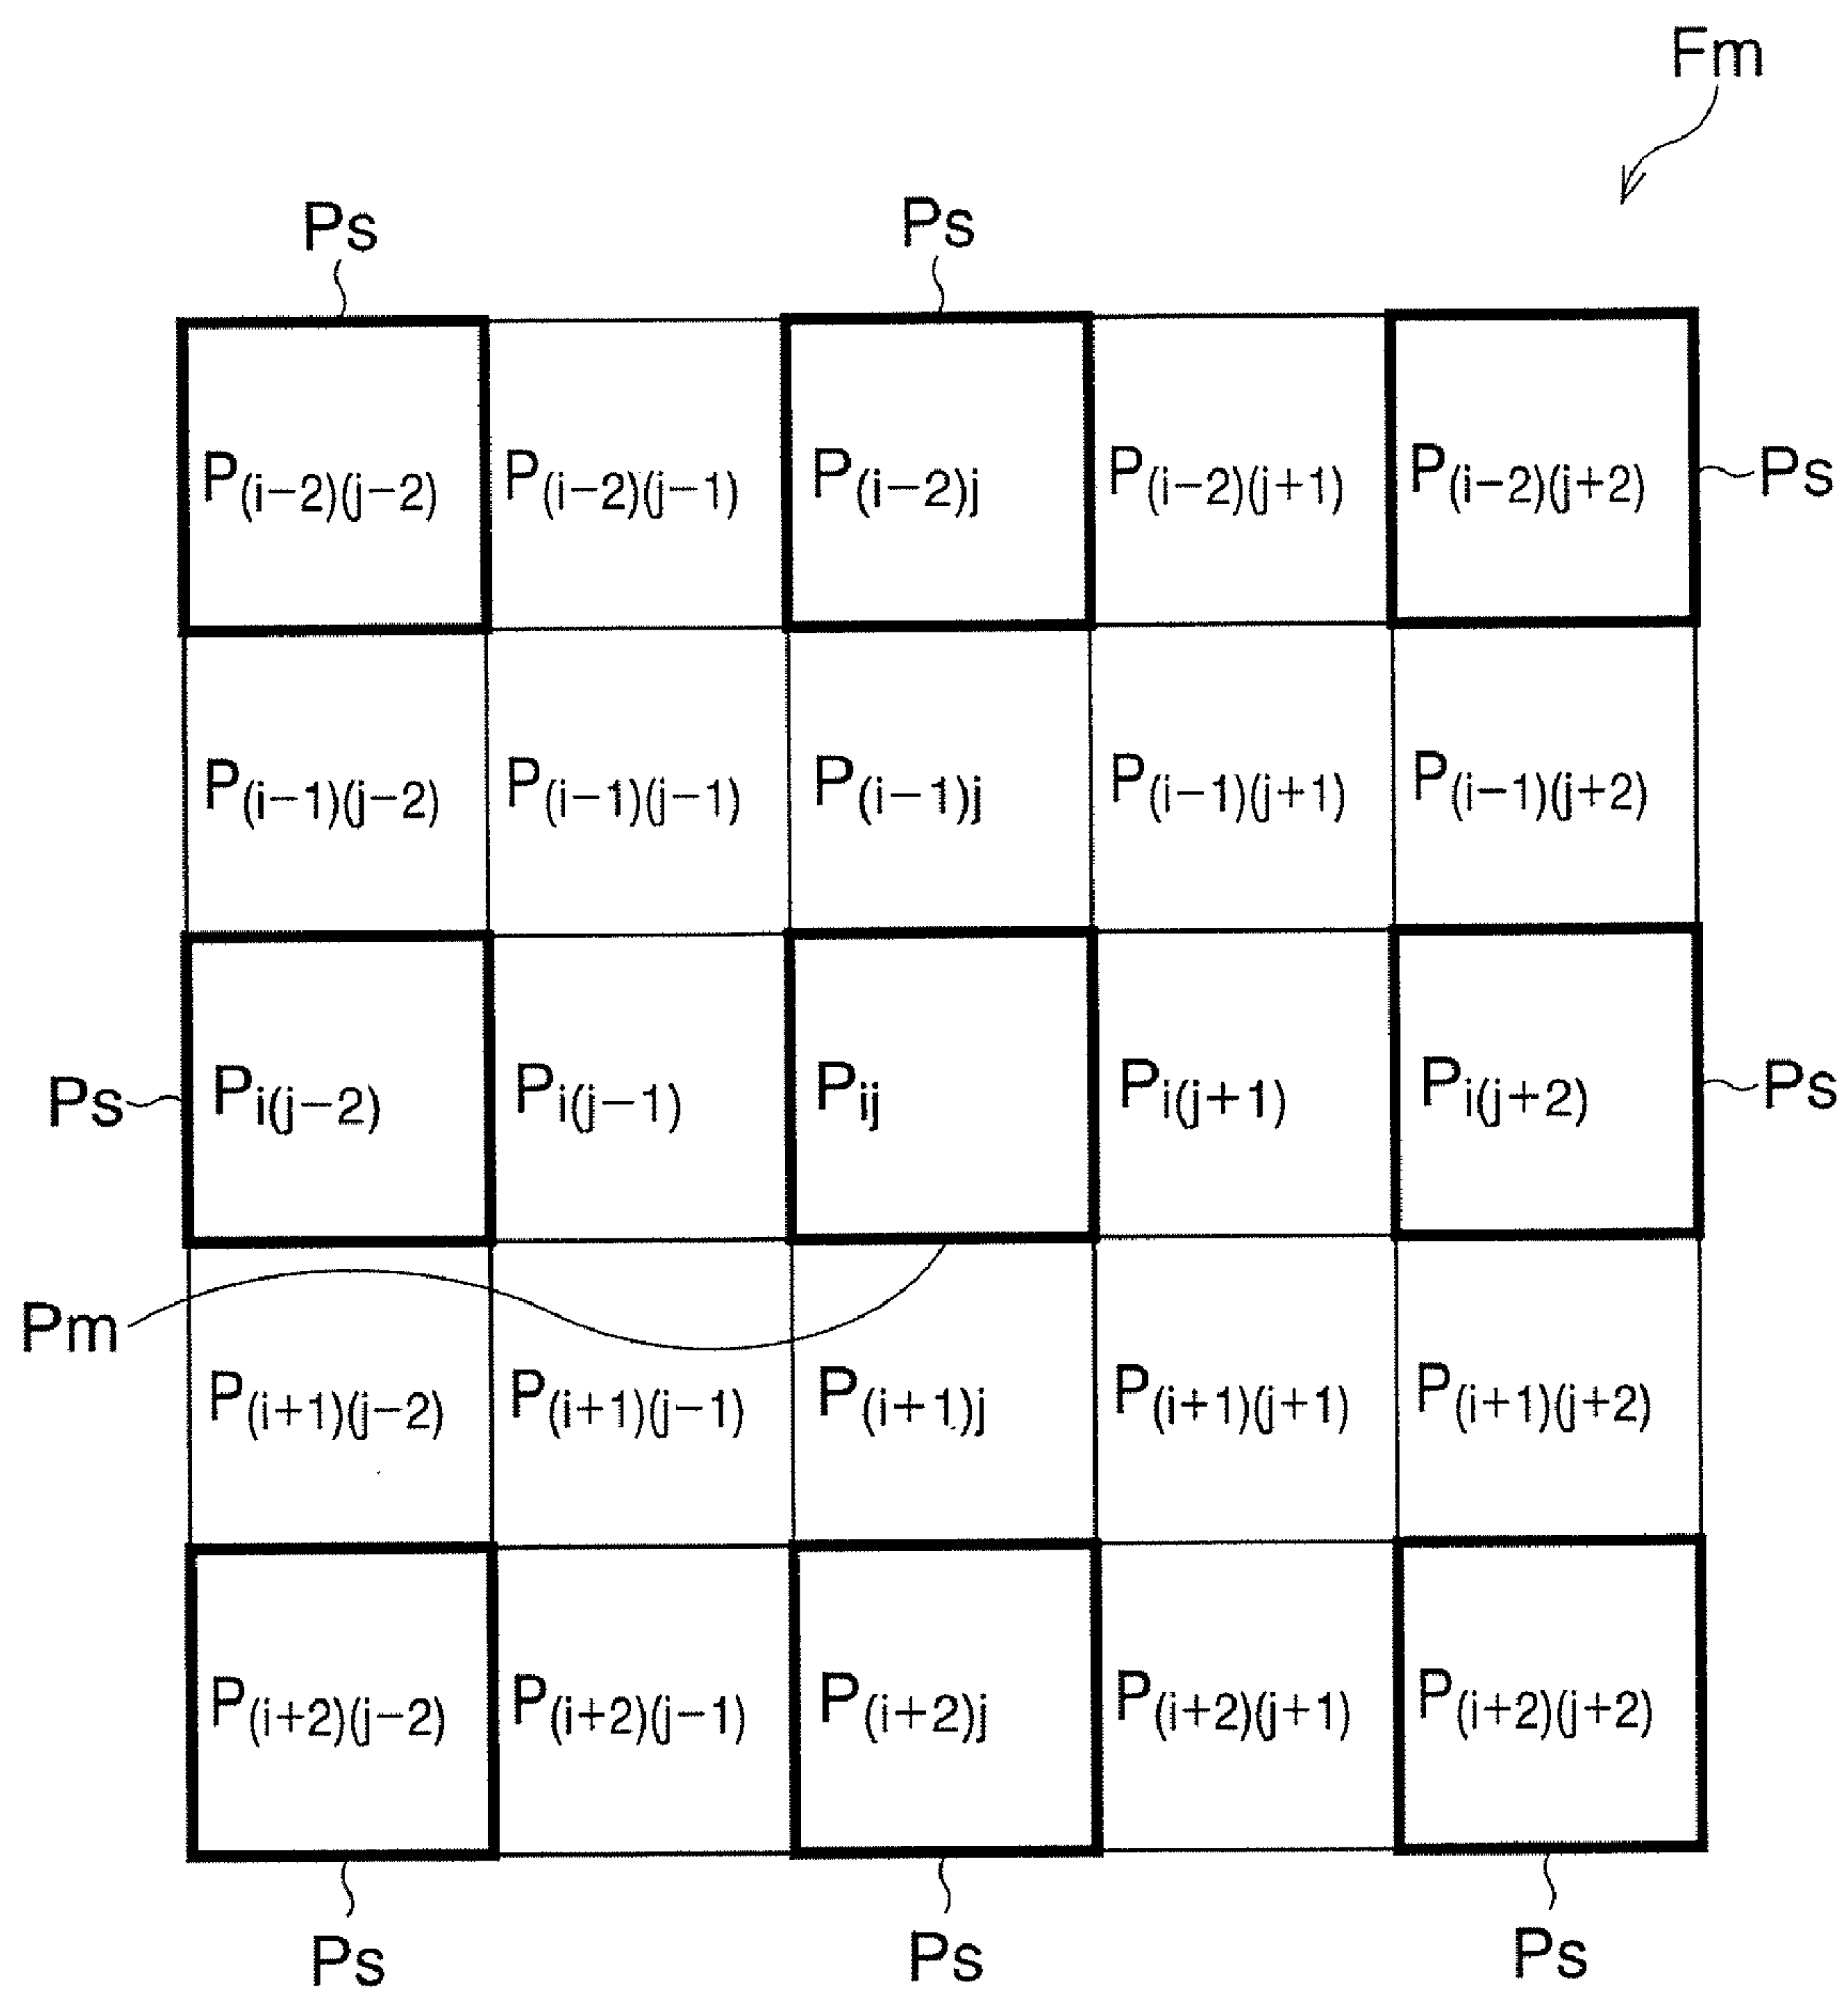 Fm
Ps Ps
P(i-2)(j-2) P(i-2)(j-1) P(i-2)j P(i-2)(j+1) P(i-2)(j+2) Ps
P(i-1)(j-2) P(i-1)(j-1) P(i-1)j P(i-1)(j+1) P(i-1)(j+2)
Ps Pi(j-2) Pi(j-1) Pij Pi(j+1) Pi(j+2) Ps
Pm
P(i+1)(j-2) P(i+1)(j-1) P(i+1)j P(i+1)(j+1) P(i+1)(j+2)
P(i+2)(j-2) P(i+2)(j-1) P(i+2)j P(i+2)(j+1) P(i+2)(j+2)
Ps Ps Ps